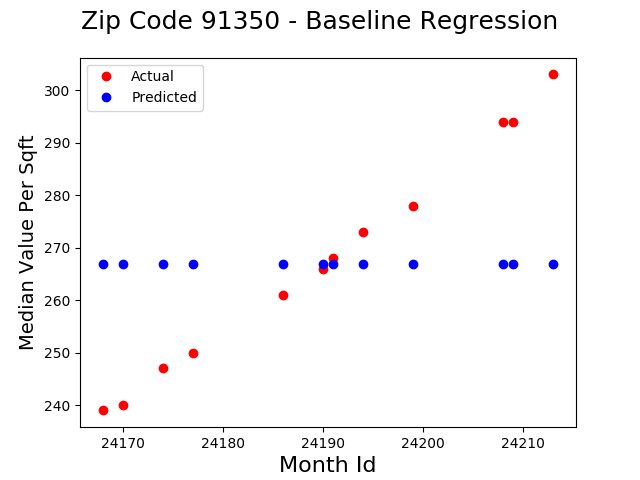 Zip Code 91350 - Baseline Regression
Actual
Predicted
300
290
280
270
260
250
240
Median Value Per Sqft
24170 24180 24190 24200 24210
Month Id